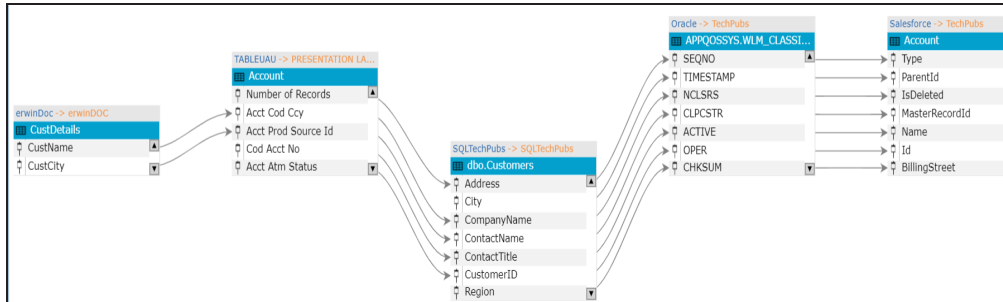 erwinDoc -> erwinDOC
CustDetails
CustName
CustCity
TABLEUAU -> PRESENTATION LA...
Account
Number of Records
Acct Cod Ccy
Acct Prod Source Id
Cod Acct No
Acct Atm Status
SQLTechPubs -> SQLTechPubs
dbo.Customers
Address
City
CompanyName
ContactName
ContactTitle
CustomerID
Region
Oracle -> TechPubs
APPQOSSYS.WLM_CLASSI...
SEQNO
TIMESTAMP
NCLSRS
CLPCSTR
ACTIVE
OPER
CHKSUM
Salesforce -> TechPubs
Account
Type
ParentId
IsDeleted
MasterRecordId
Name
Id
BillingStreet